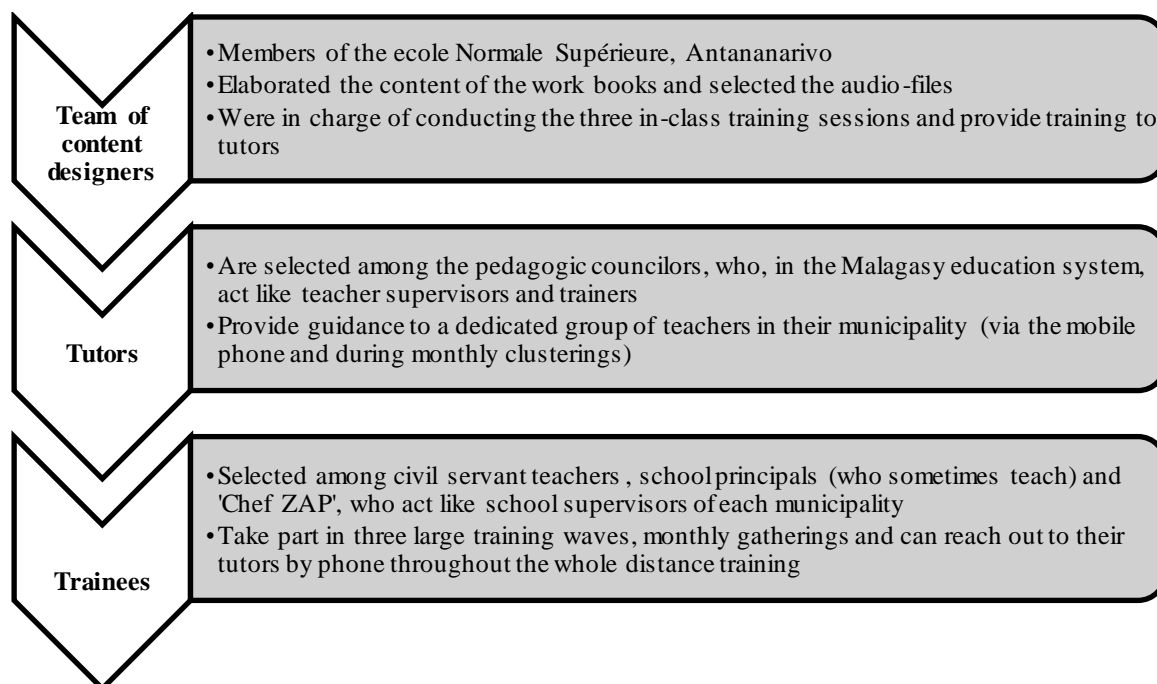 Team of
content
designers
•Members of the ecole Normale Supérieure, Antananarivo
•Elaborated the content of the work books and selected the audio-files
•Were in charge of conducting the three in-class training sessions and provide training to
tutors
Tutors
•Are selected among the pedagogic councilors, who, in the Malagasy education system,
act like teacher supervisors and trainers
•Provide guidance to a dedicated group of teachers in their municipality (via the mobile
phone and during monthly clusterings)
Trainees
•Selected among civil servant teachers , school principals (who sometimes teach) and
'Chef ZAP', who act like school supervisors of each municipality
•Take part in three large training waves, monthly gatherings and can reach out to their
tutors by phone throughout the whole distance training